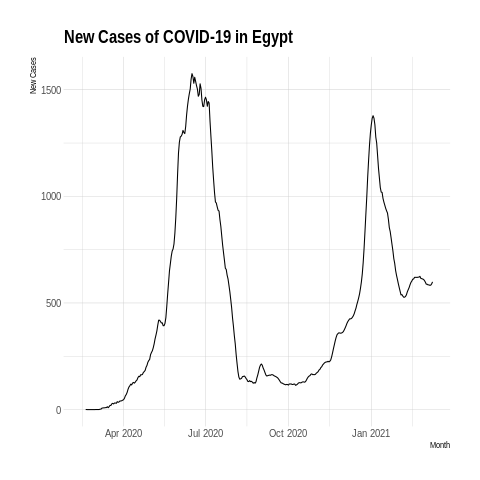 New Cases of COVID-19 in Egypt
New Cases
1500
1000
500
0
Apr 2020 Jul 2020 Oct 2020 Jan 2021
Month